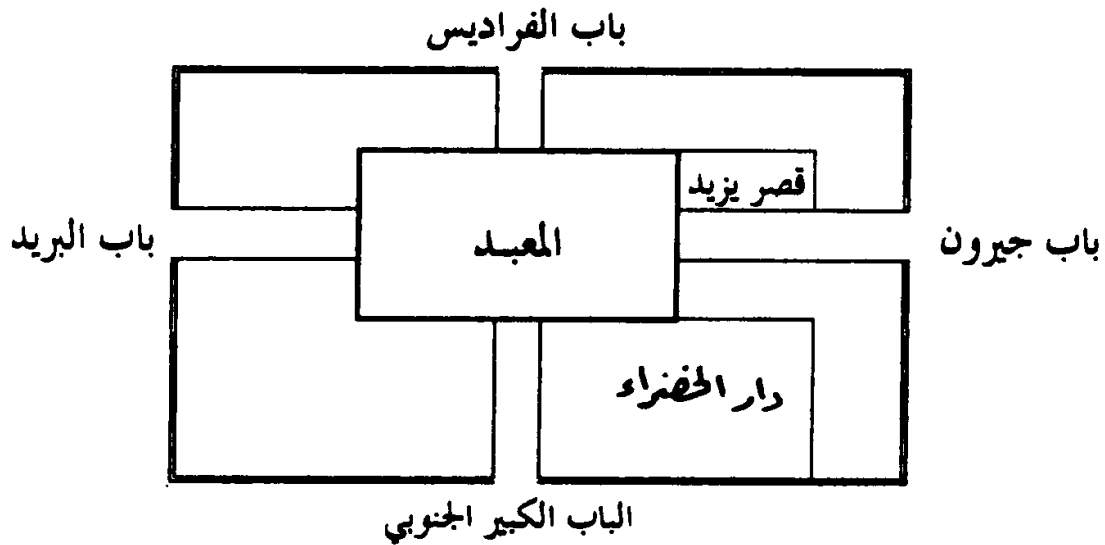 باب الفراديس
قصر يزيد
باب جيرون
المعبد
باب البريد
دار الخضراء
الباب الكبير الجنوبي